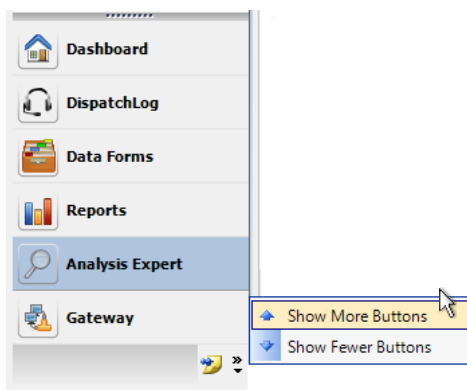 Dashboard
DispatchLog
Data Forms
Reports
Analysis Expert
Gateway
Show More Buttons
Show Fewer Buttons